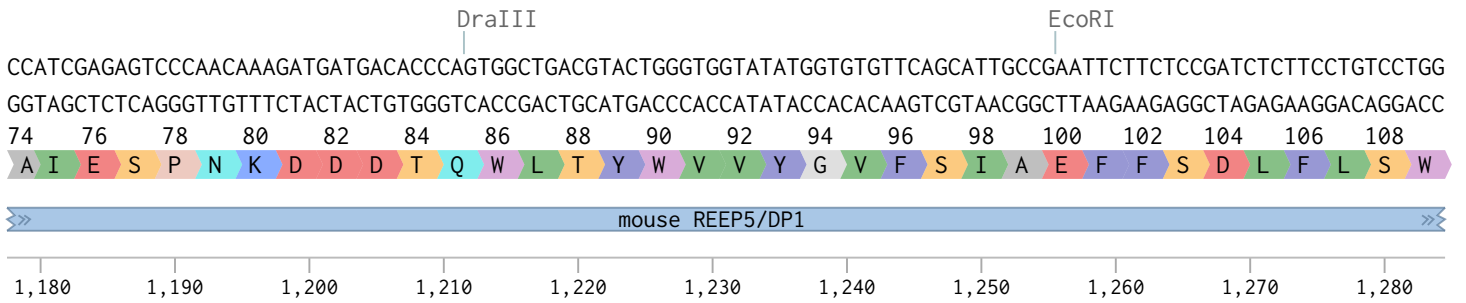 DraIII EcoRI
CCATCGAGAGTCCCAACAAAGATGATGACACCCAGTGGCTGACGTACTGGGTGGTATATGGTGTGTTCAGCATTGCCGAATTCTTCTCCGATCTCTTCCTGTCCTGG
GGTAGCTCTCAGGGTTGTTTCTACTACTGTGGGTCACCGACTGCATGACCCACCATATACCACACAAGTCGTAACGGCTTAAGAAGAGGCTAGAGAAGGACAGGACC
74 76 78 80 82 84 86 88 90 92 94 96 98 100 102 104 106 108
A I E S P N K D D D T Q W L T Y W V V Y G V F S I A E F F S D L F L S W
mouse REEP5/DP1
1,180 1,190 1,200 1,210 1,220 1,230 1,240 1,250 1,260 1,270 1,280